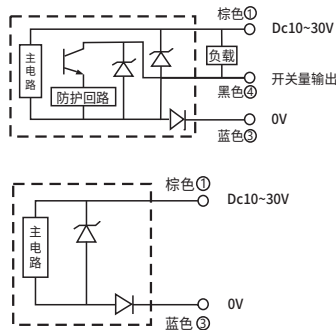 棕色①
Dc10~30V
主电路
负载
防护回路
开关量输出
黑色④
0V
蓝色③
棕色①
Dc10~30V
主电路
0V
蓝色③